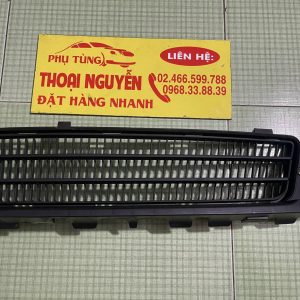 PHỤ TÙNG
THOẠI NGUYỄN
ĐẶT HÀNG NHANH
LIÊN HỆ:
02.466.599.788
0968.33.88.39